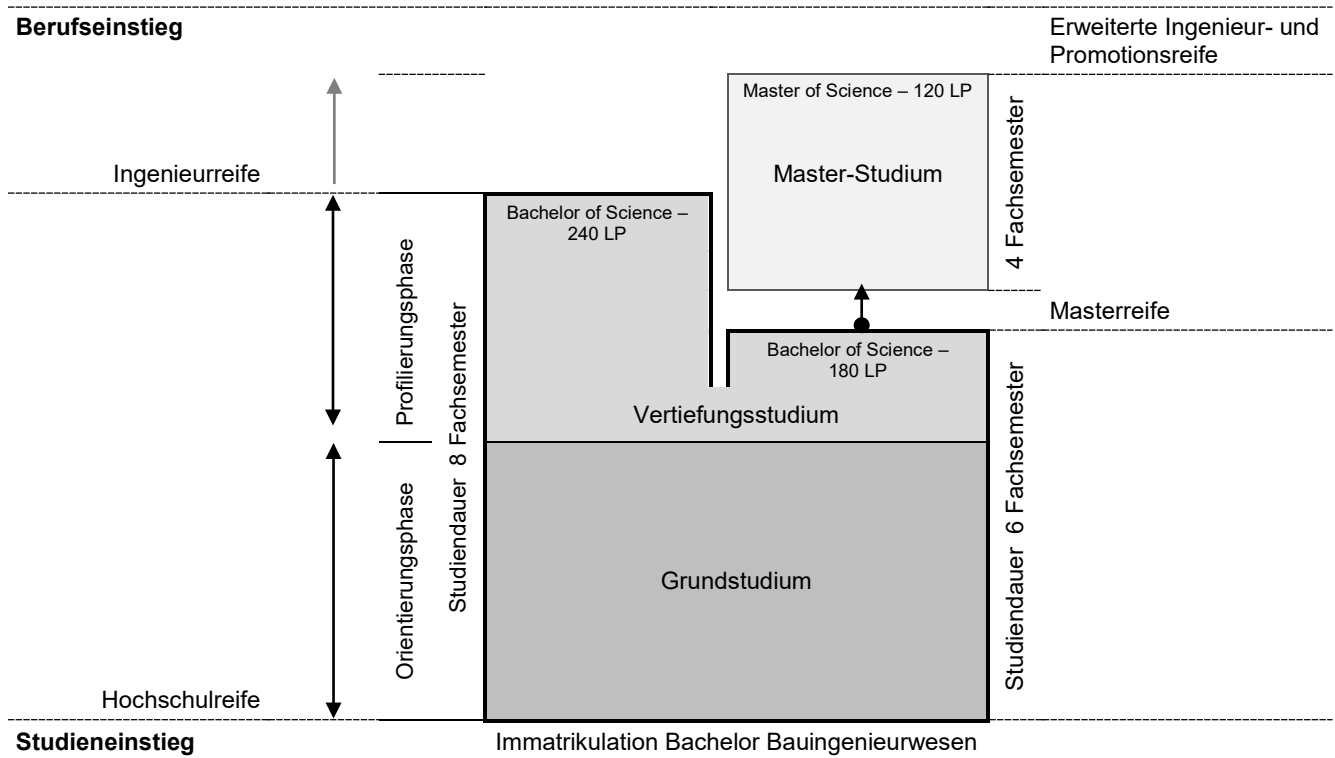 Berufseinstieg
Erweiterte Ingenieur- und
Promotionsreife
Master of Science – 120 LP
Master-Studium
4 Fachsemester
Ingenieurreife
Bachelor of Science –
240 LP
Profilierungsphase
Masterreife
Bachelor of Science –
180 LP
Vertiefungsstudium
Studiendauer 8 Fachsemester
Studiendauer 6 Fachsemester
Orientierungsphase
Grundstudium
Hochschulreife
Studieneinstieg
Immatrikulation Bachelor Bauingenieurwesen